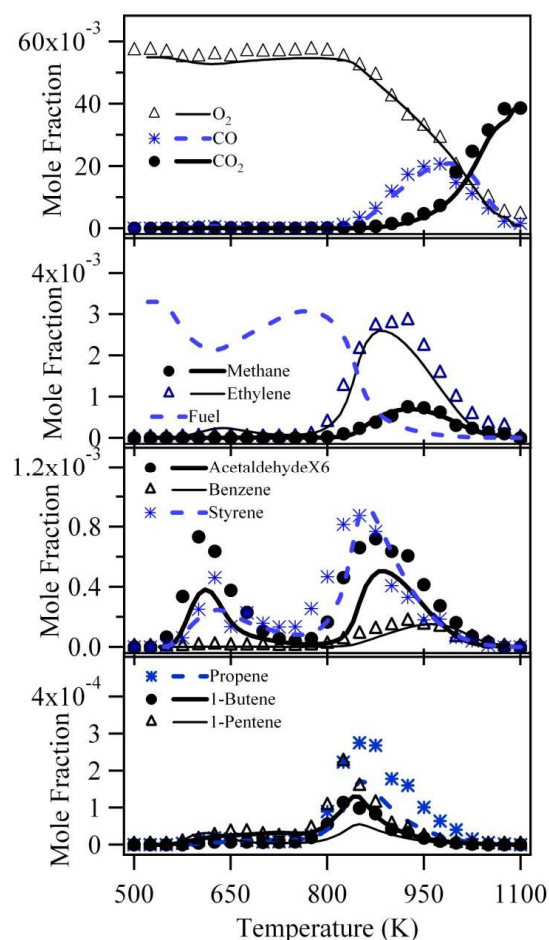 60x10⁻³
40
20
0
Mole Fraction
O₂
CO
CO₂
4x10⁻³
3
2
1
0
Mole Fraction
Methane
Ethylene
Fuel
1.2x10⁻³
0.8
0.4
0.0
Mole Fraction
AcetaldehydeX6
Benzene
Styrene
4x10⁻⁴
3
2
1
0
Mole Fraction
Propene
1-Butene
1-Pentene
500 650 800 950 1100
Temperature (K)